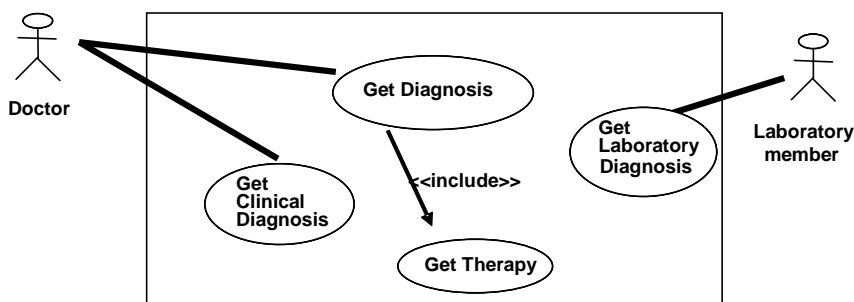 Doctor
Get Diagnosis
Get
Laboratory
Diagnosis
Laboratory
member
<<include>>
Get
Clinical
Diagnosis
Get Therapy